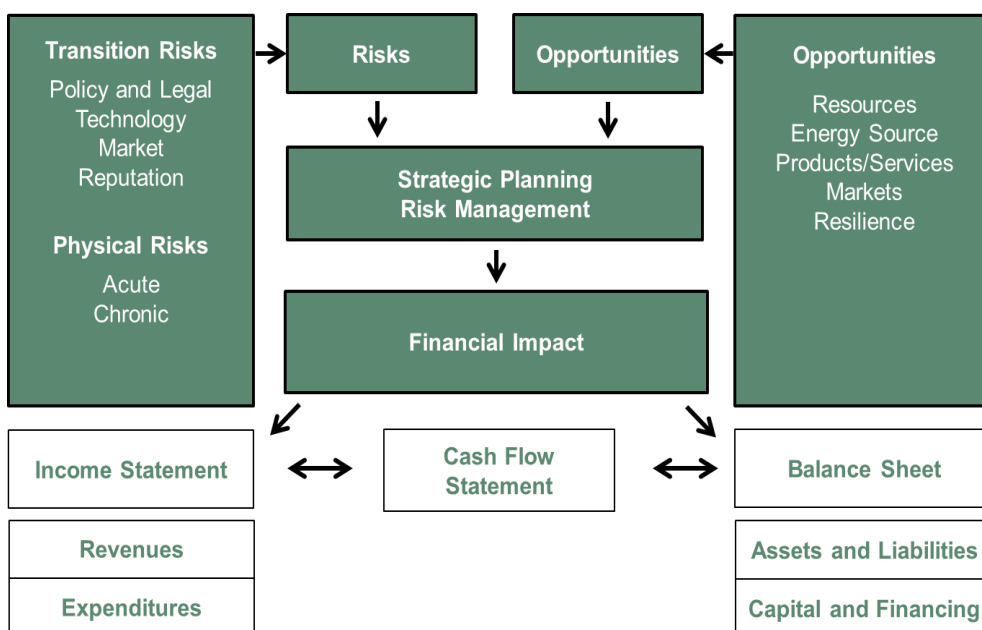 Transition Risks
Policy and Legal
Technology
Market
Reputation
Physical Risks
Acute
Chronic
Risks
Opportunities
Opportunities
Resources
Energy Source
Products/Services
Markets
Resilience
Strategic Planning
Risk Management
Financial Impact
Income Statement
Cash Flow
Statement
Balance Sheet
Revenues
Expenditures
Assets and Liabilities
Capital and Financing